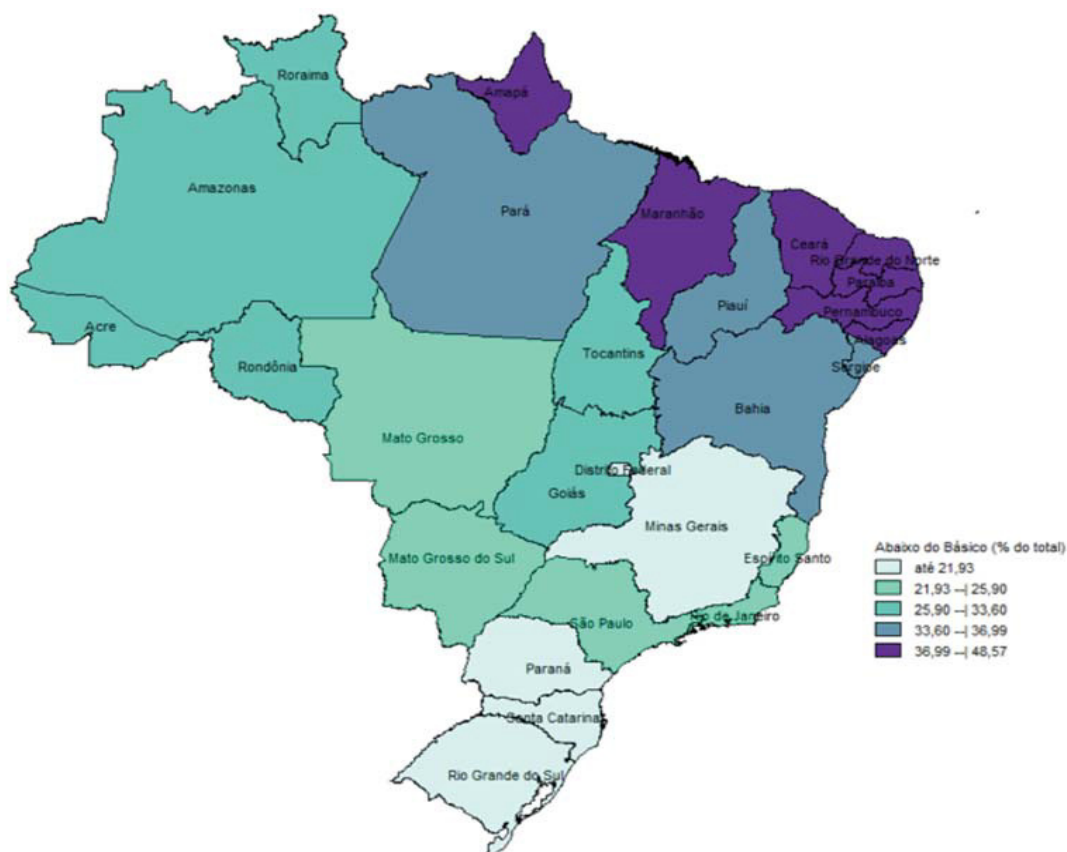 Roraima
Amapá
Amazonas
Pará
Maranhão
Ceará
Rio Grande do Norte
Paraíba
Piauí
Pernambuco
Acre
Alagoas
Rondônia
Tocantins
Sergipe
Bahia
Mato Grosso
Distrito Federal
Goiás
Minas Gerais
Mato Grosso do Sul
Espírito Santo
São Paulo
Rio de Janeiro
Paraná
Santa Catarina
Rio Grande do Sul
Abaixo do Básico (% do total)
até 21,93
21,93 --| 25,90
25,90 --| 33,60
33,60 --| 36,99
36,99 --| 48,57